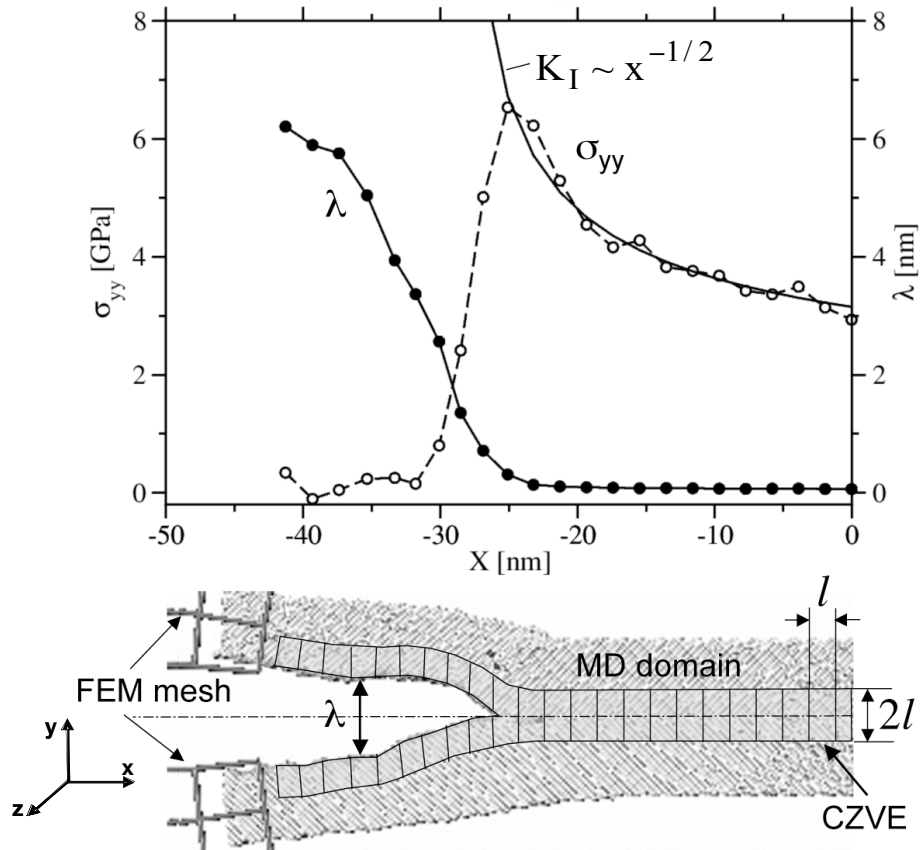 8 8
K_I ~ x^{-1/2}
6 6
σ_yy
λ
4 4
σ_yy [GPa]
λ [nm]
2 2
0 0
-50 -40 -30 -20 -10 0
X [nm]
l
MD domain
FEM mesh
λ
2l
y
x
z
CZVE